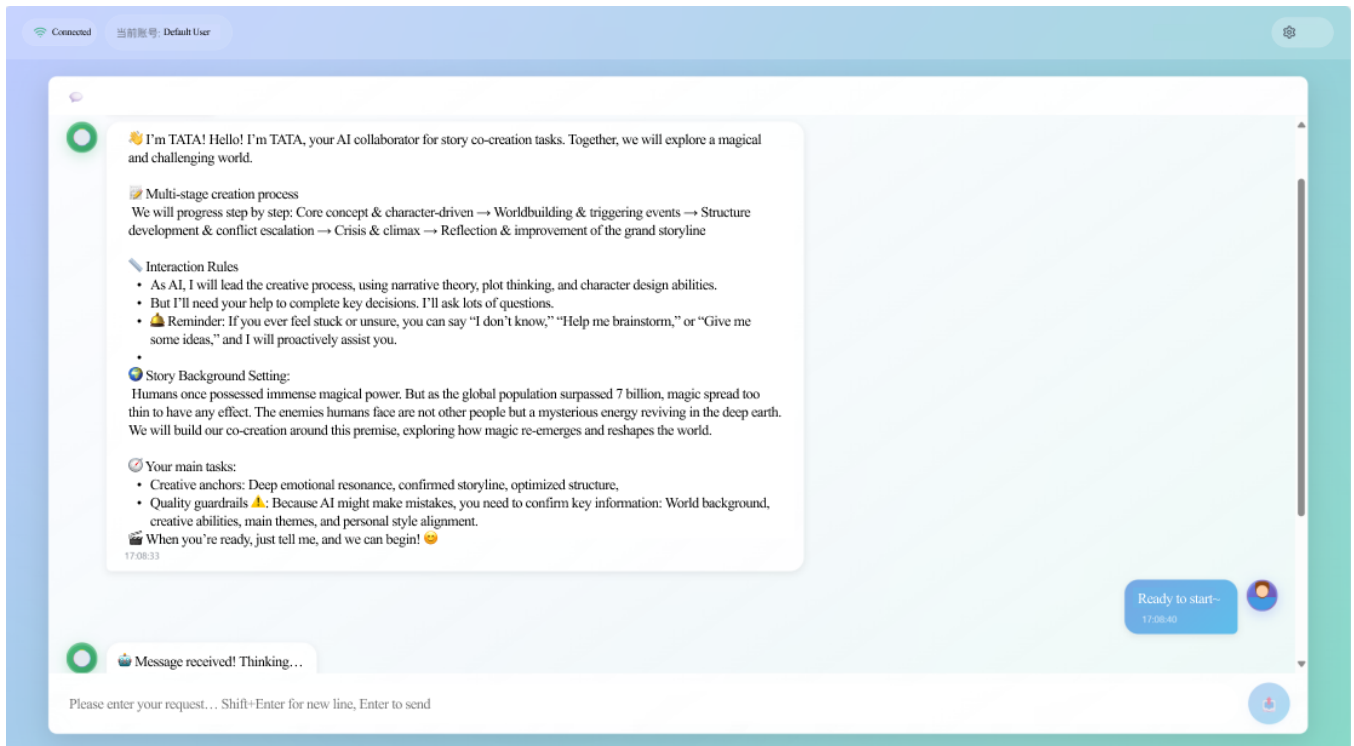 Connected 当前账号: Default User
👋 I'm TATA! Hello! I'm TATA, your AI collaborator for story co-creation tasks. Together, we will explore a magical
and challenging world.
📝 Multi-stage creation process
We will progress step by step: Core concept & character-driven → Worldbuilding & triggering events → Structure
development & conflict escalation → Crisis & climax → Reflection & improvement of the grand storyline
📏 Interaction Rules
• As AI, I will lead the creative process, using narrative theory, plot thinking, and character design abilities.
• But I'll need your help to complete key decisions. I'll ask lots of questions.
• 🛎️ Reminder: If you ever feel stuck or unsure, you can say “I don't know,” “Help me brainstorm,” or “Give me
some ideas,” and I will proactively assist you.
•
🌍 Story Background Setting:
Humans once possessed immense magical power. But as the global population surpassed 7 billion, magic spread too
thin to have any effect. The enemies humans face are not other people but a mysterious energy reviving in the deep earth.
We will build our co-creation around this premise, exploring how magic re-emerges and reshapes the world.
🧭 Your main tasks:
• Creative anchors: Deep emotional resonance, confirmed storyline, optimized structure,
• Quality guardrails ⚠️: Because AI might make mistakes, you need to confirm key information: World background,
creative abilities, main themes, and personal style alignment.
🎬 When you're ready, just tell me, and we can begin! 😊
17:08:33
Ready to start~
17:08:40
🤖 Message received! Thinking…
Please enter your request… Shift+Enter for new line, Enter to send